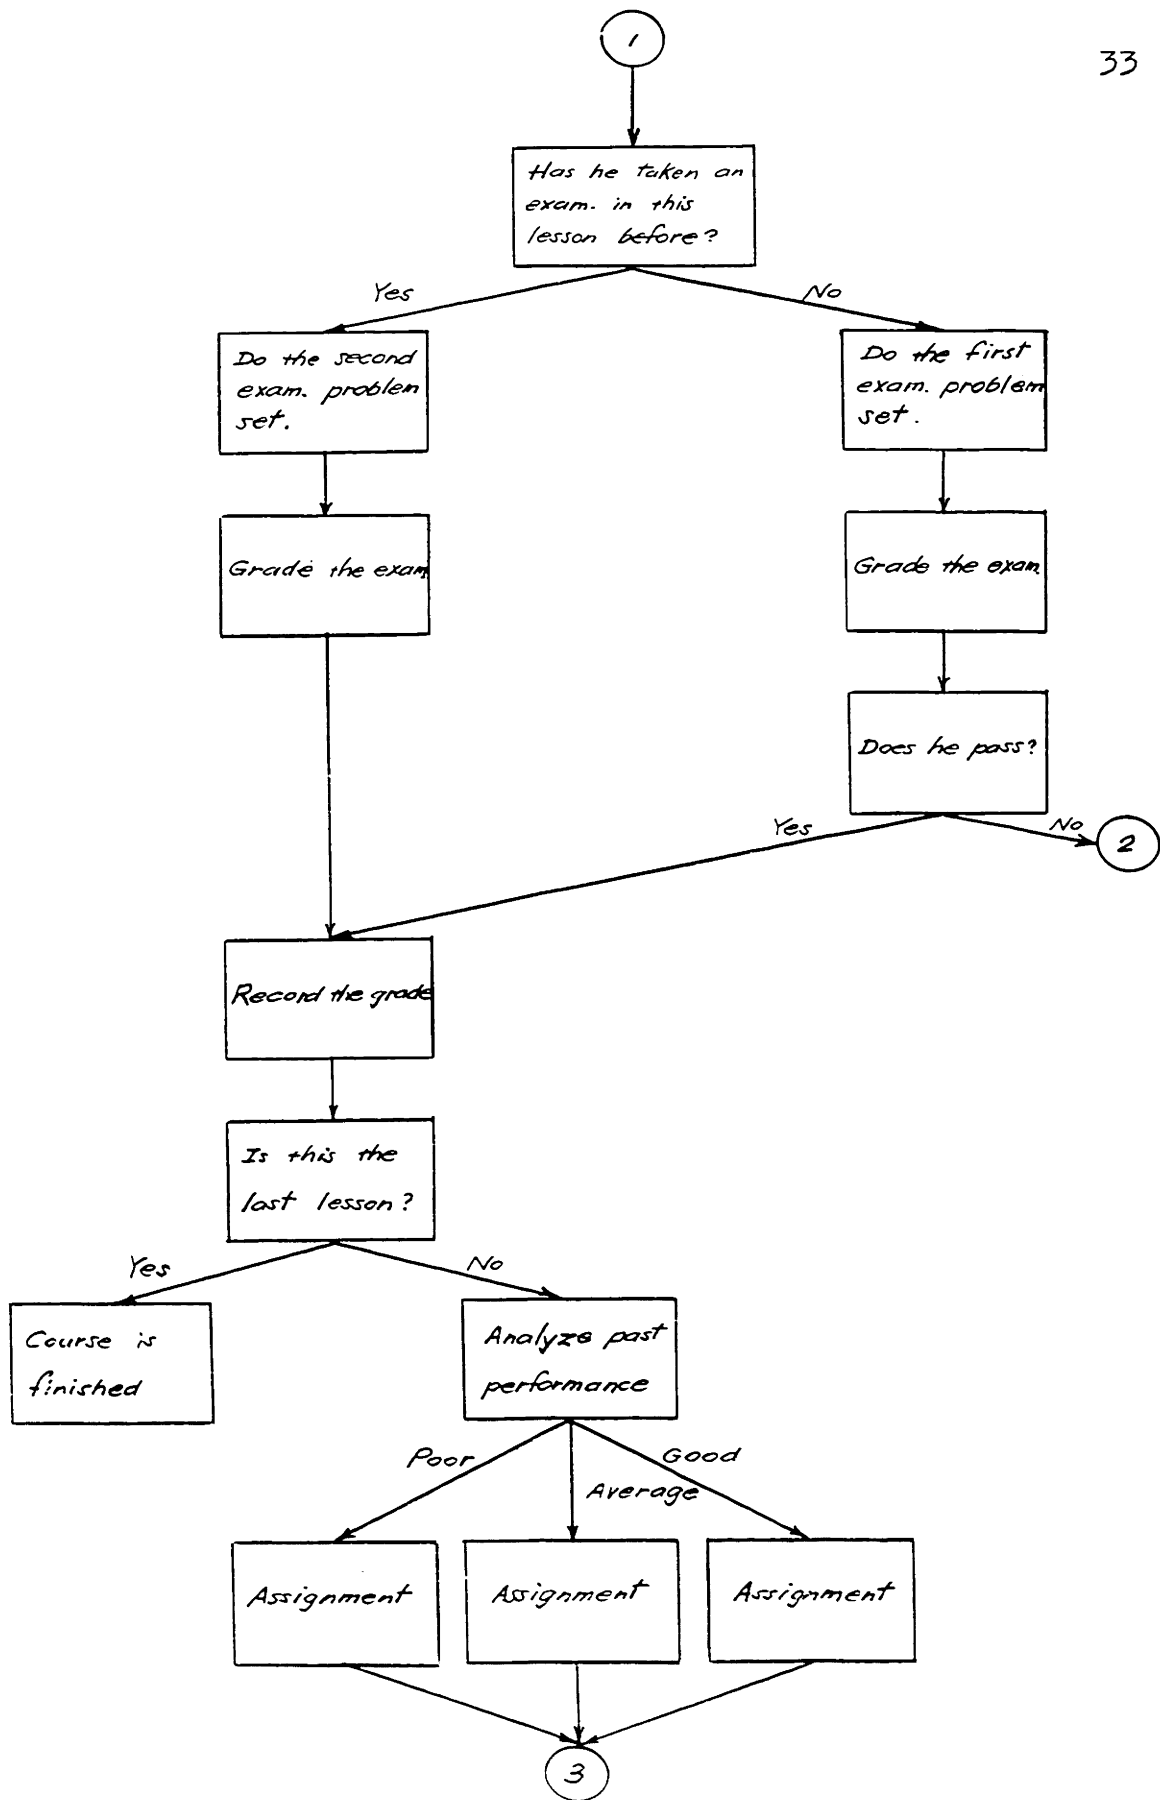 1
33
Has he taken an
exam. in this
lesson before?
Yes
No
Do the second
exam. problem
set.
Do the first
exam. problem
set.
Grade the exam.
Grade the exam.
Does he pass?
Yes
No
2
Record the grade
Is this the
last lesson?
Yes
No
Course is
finished
Analyze past
performance
Poor
Good
Average
Assignment
Assignment
Assignment
3